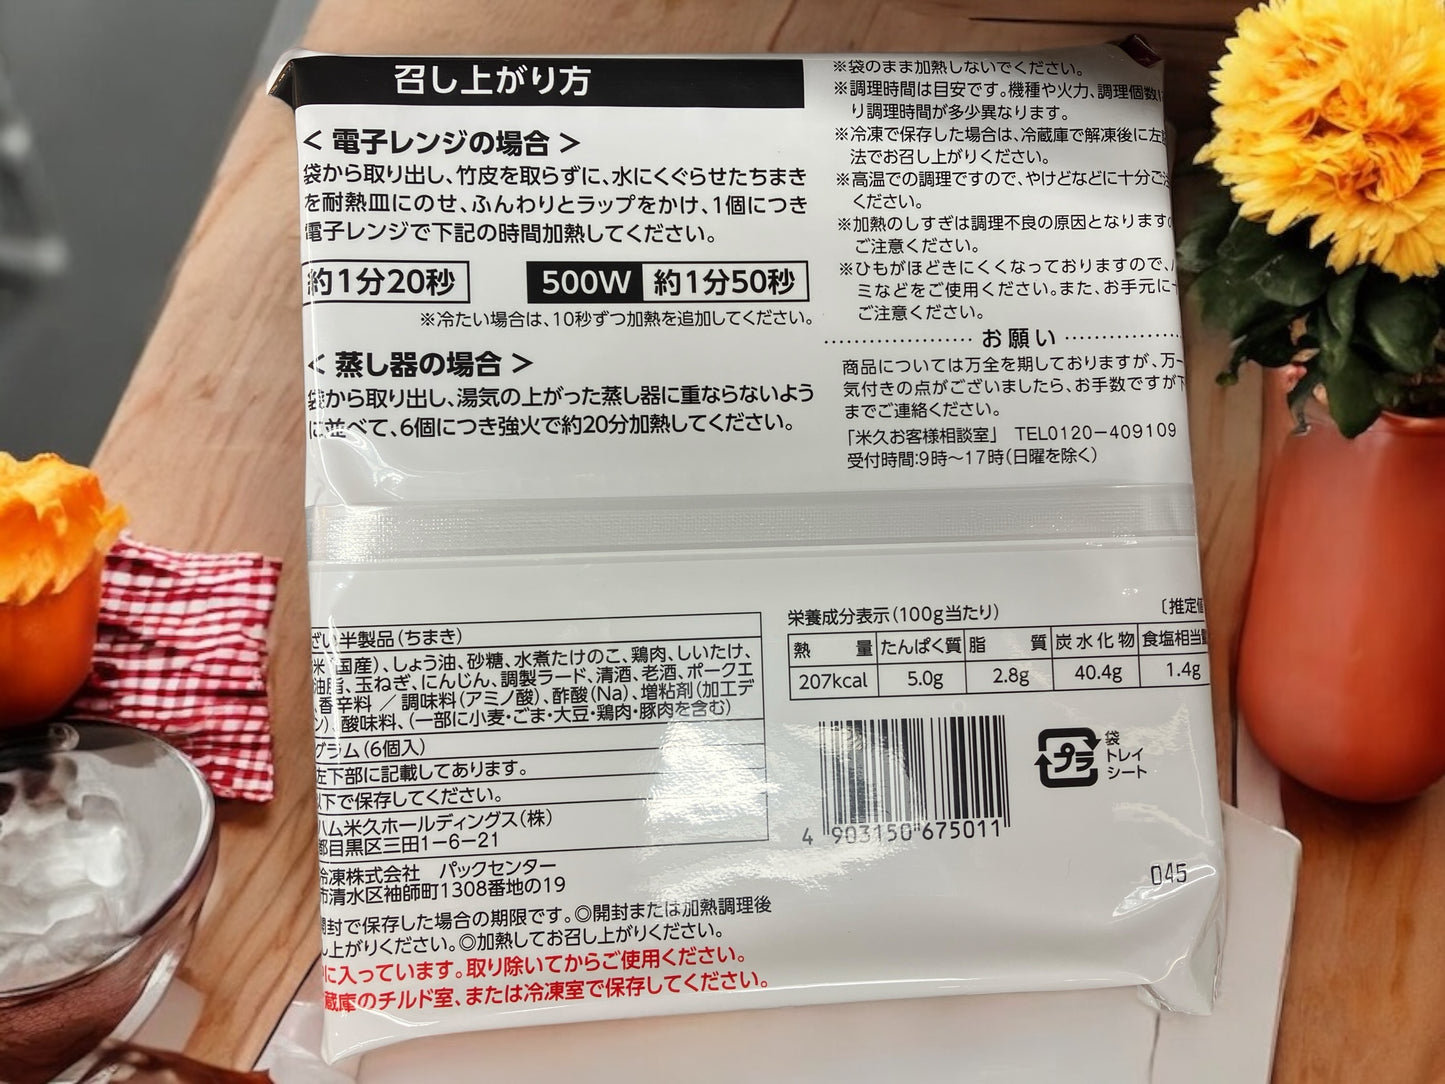 召し上がり方
< 電子レンジの場合 >
袋から取り出し、竹皮を取らずに、水にくぐらせたちまき
を耐熱皿にのせ、ふんわりとラップをかけ、1個につき
電子レンジで下記の時間加熱してください。
約1分20秒 500W 約1分50秒
※冷たい場合は、10秒ずつ加熱を追加してください。
< 蒸し器の場合 >
袋から取り出し、湯気の上がった蒸し器に重ならないよう
に並べて、6個につき強火で約20分加熱してください。
※袋のまま加熱しないでください。
※調理時間は目安です。機種や火力、調理個数に
り調理時間が多少異なります。
※冷凍で保存した場合は、冷蔵庫で解凍後に左
法でお召し上がりください。
※高温での調理ですので、やけどなどに十分ご
ください。
※加熱のしすぎは調理不良の原因となります
ご注意ください。
※ひもがほどきにくくなっておりますので、
ミなどをご使用ください。また、お手元に
ご注意ください。
お願い
商品については万全を期しておりますが、万一
気付きの点がございましたら、お手数ですが
までご連絡ください。
「米久お客様相談室」 TEL0120-409109
受付時間:9時~17時(日曜を除く)
ざい半製品(ちまき)
米(国産)、しょう油、砂糖、水煮たけのこ、鶏肉、しいたけ、
油脂、玉ねぎ、にんじん、調製ラード、清酒、老酒、ポークエ
、香辛料 / 調味料(アミノ酸)、酢酸(Na)、増粘剤(加工デ
ン)、酸味料、(一部に小麦・ごま・大豆・鶏肉・豚肉を含む)
グラム(6個入)
左下部に記載してあります。
以下で保存してください。
ハム米久ホールディングス(株)
都目黒区三田1-6-21
冷凍株式会社 パックセンター
市清水区袖師町1308番地の19
開封で保存した場合の期限です。◎開封または加熱調理後
し上がりください。◎加熱してお召し上がりください。
に入っています。取り除いてからご使用ください。
蔵庫のチルド室、または冷凍室で保存してください。
栄養成分表示(100g当たり) 〔推定値
熱量 たんぱく質 脂質 炭水化物 食塩相当量
207kcal 5.0g 2.8g 40.4g 1.4g
4 903150 675011
プラ
袋
トレイ
シート
045